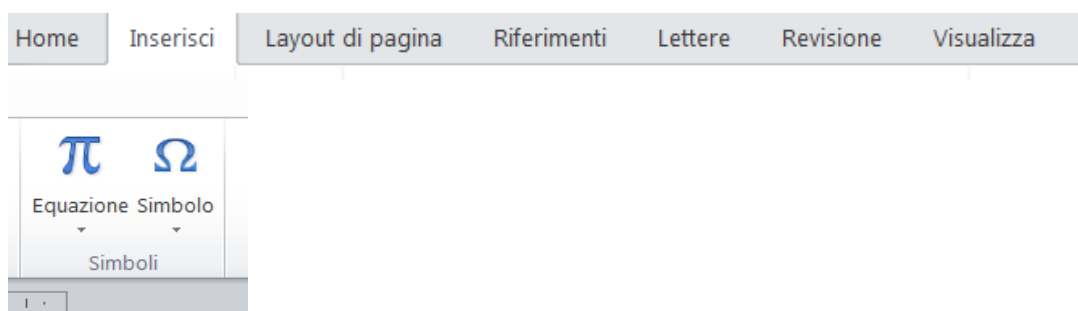 Home Inserisci Layout di pagina Riferimenti Lettere Revisione Visualizza
π Ω
Equazione Simbolo
Simboli